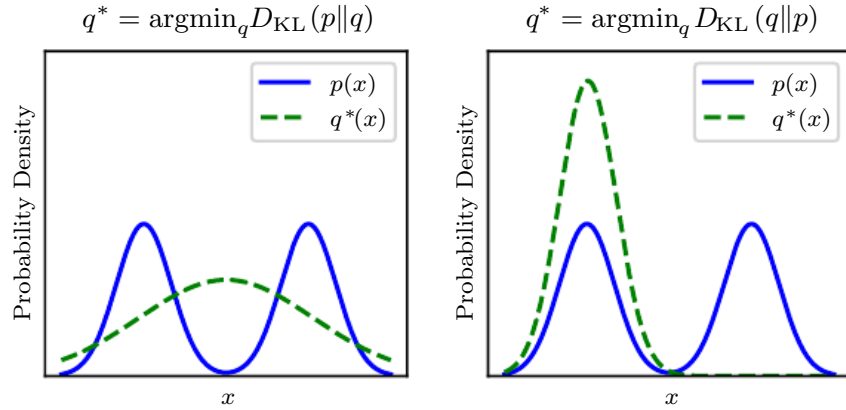 q* = argmin_q D_KL (p‖q)
p(x)
q*(x)
Probability Density
x
q* = argmin_q D_KL (q‖p)
p(x)
q*(x)
Probability Density
x